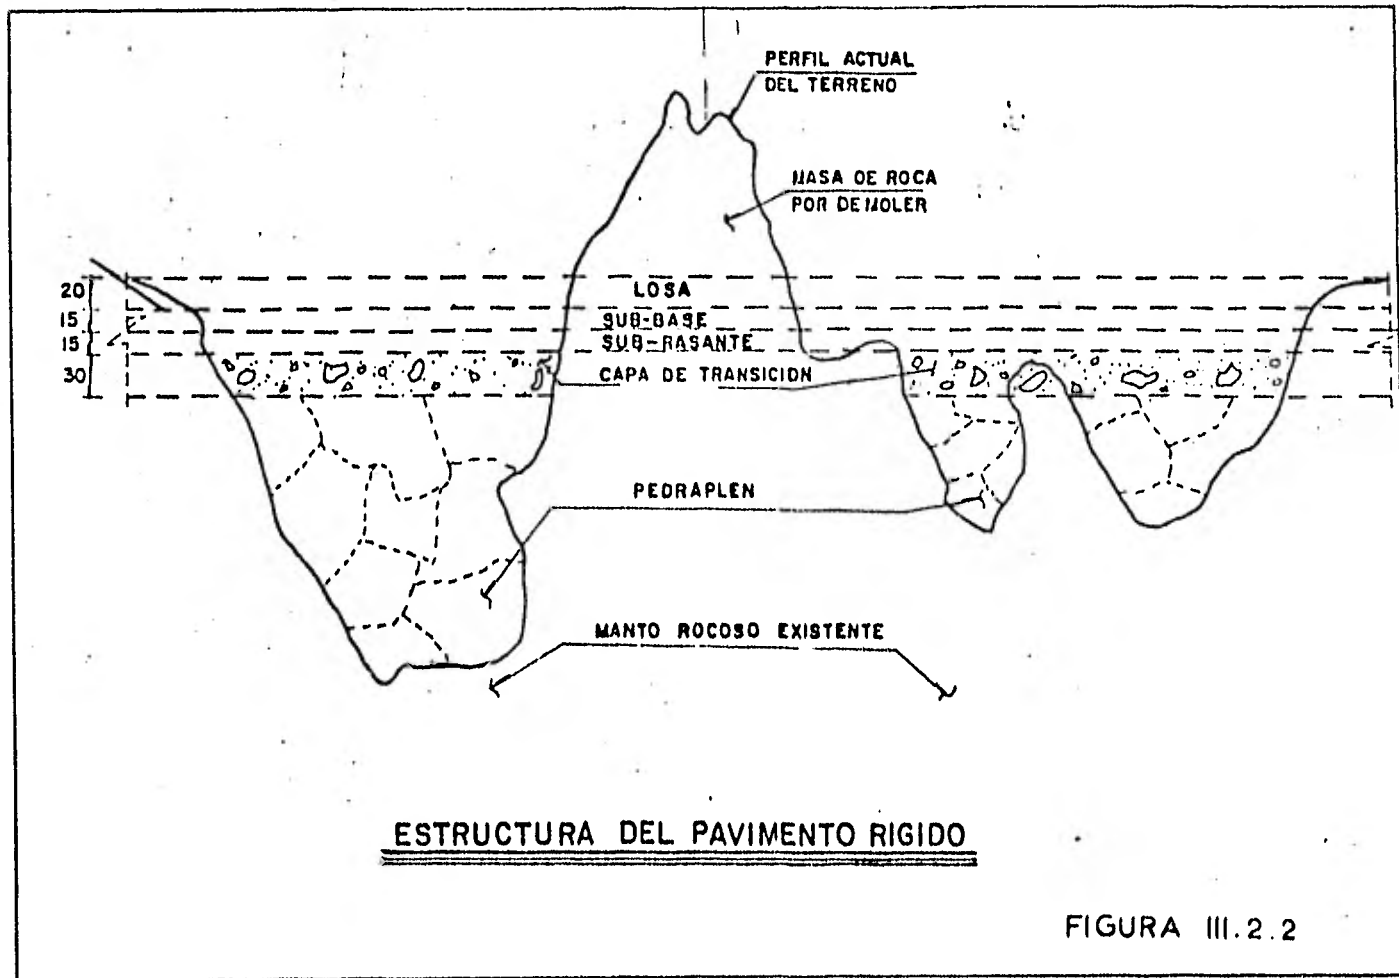 PERFIL ACTUAL
DEL TERRENO
MASA DE ROCA
POR DEMOLER
20
LOSA
15
SUB-BASE
15
SUB-RASANTE
30
CAPA DE TRANSICION
PEDRAPLEN
MANTO ROCOSO EXISTENTE
ESTRUCTURA DEL PAVIMENTO RIGIDO
FIGURA III.2.2